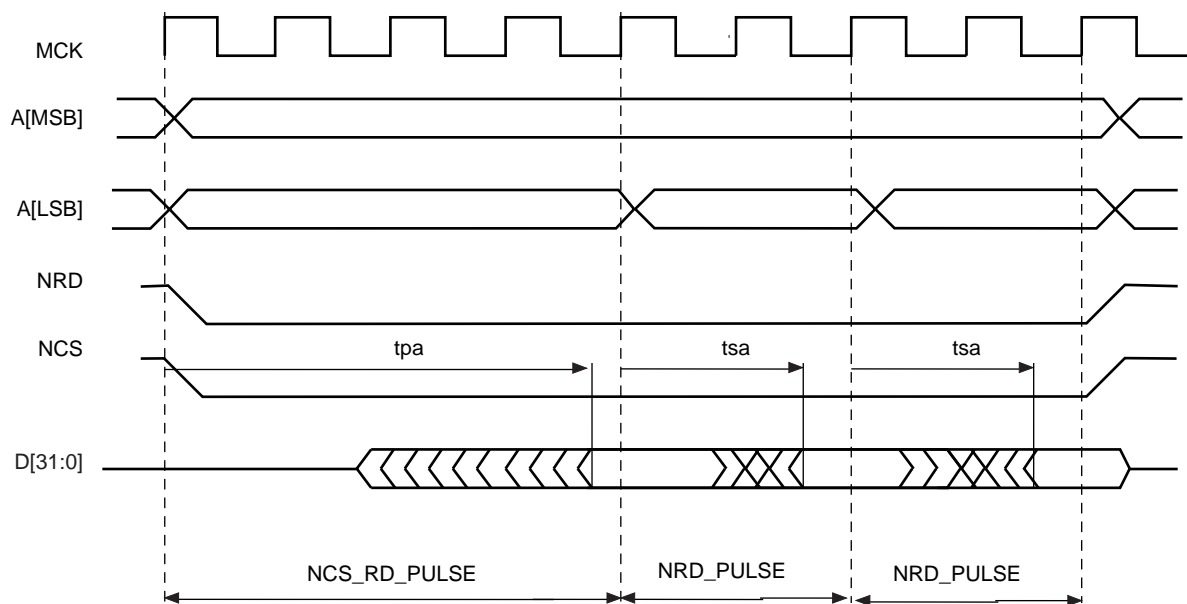 MCK
A[MSB]
A[LSB]
NRD
NCS
tpa
tsa
tsa
D[31:0]
NCS_RD_PULSE
NRD_PULSE
NRD_PULSE